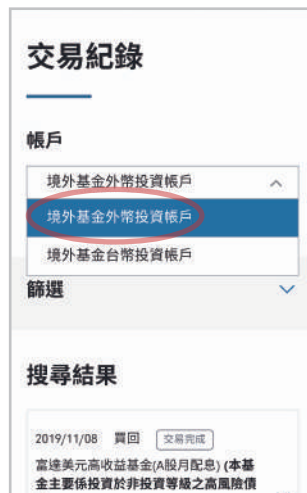 交易紀錄
帳戶
境外基金外幣投資帳戶
境外基金外幣投資帳戶
境外基金台幣投資帳戶
篩選
搜尋結果
2019/11/08 買回 交易完成
富達美元高收益基金(A股月配息) (本基
金主要係投資於非投資等級之高風險債